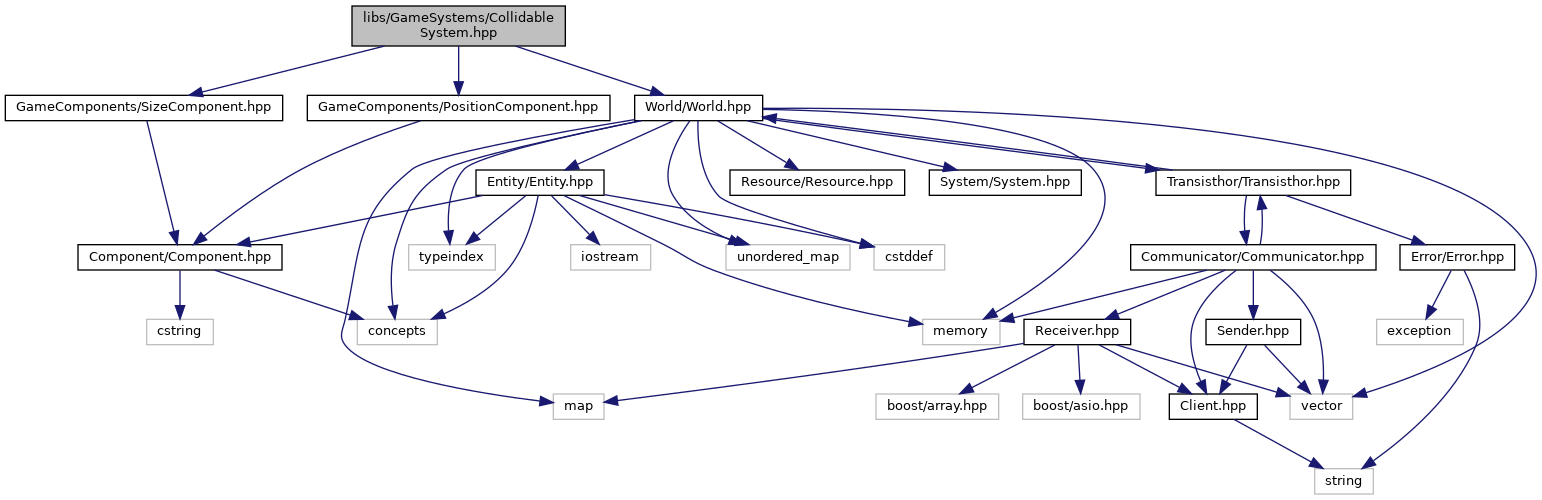 libs/GameSystems/Collidable
System.hpp
GameComponents/SizeComponent.hpp
GameComponents/PositionComponent.hpp
World/World.hpp
Entity/Entity.hpp
Resource/Resource.hpp
System/System.hpp
Transisthor/Transisthor.hpp
Component/Component.hpp
typeindex
iostream
unordered_map
cstddef
Communicator/Communicator.hpp
Error/Error.hpp
cstring
concepts
memory
Receiver.hpp
Sender.hpp
exception
map
boost/array.hpp
boost/asio.hpp
Client.hpp
vector
string